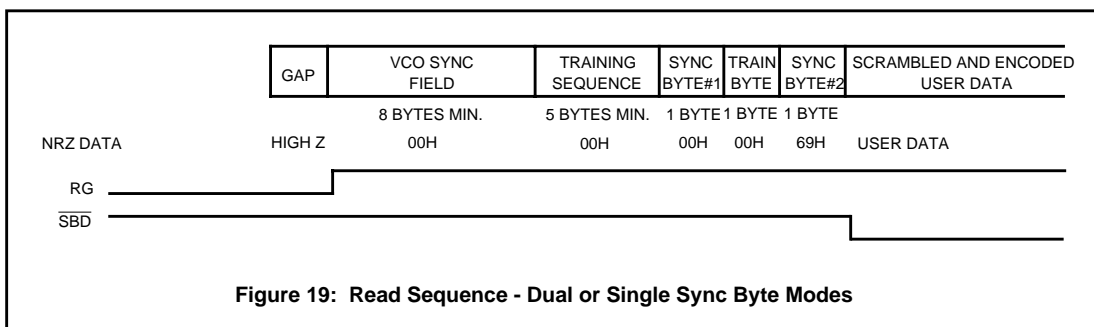 GAP
VCO SYNC
FIELD
TRAINING
SEQUENCE
SYNC
BYTE#1
TRAIN
BYTE
SYNC
BYTE#2
SCRAMBLED AND ENCODED
USER DATA
8 BYTES MIN.
5 BYTES MIN.
1 BYTE
1 BYTE
1 BYTE
NRZ DATA
HIGH Z
00H
00H
00H
00H
69H
USER DATA
RG
SBD
Figure 19: Read Sequence - Dual or Single Sync Byte Modes